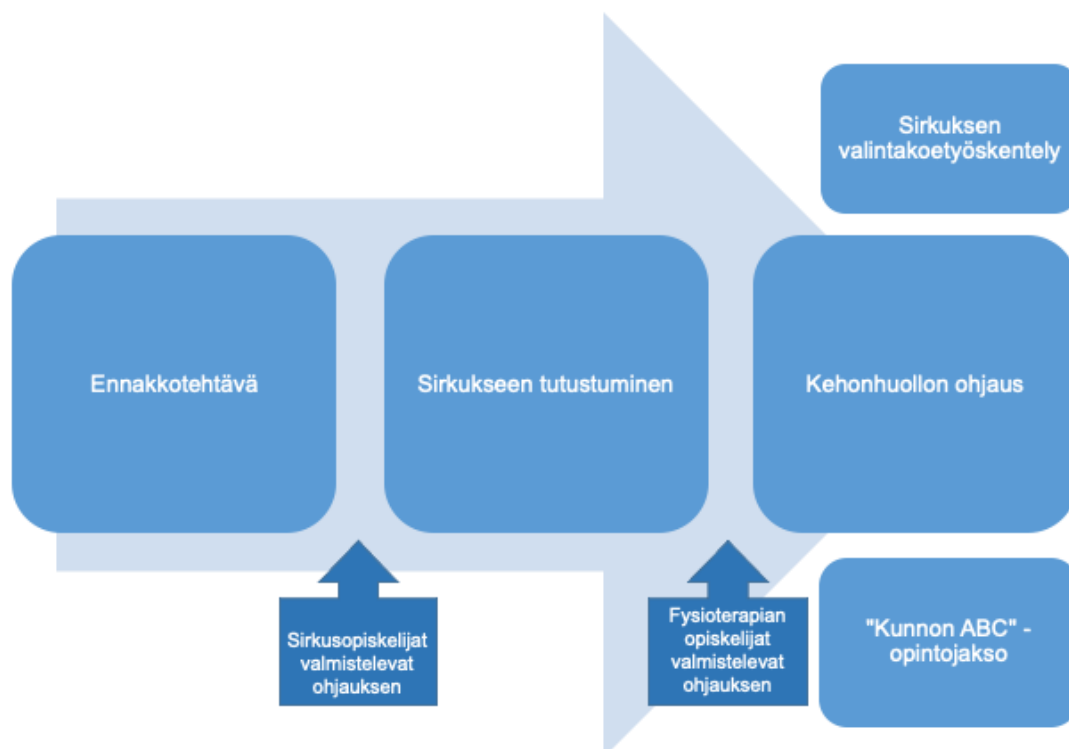 Sirkuksen
valintakoetyöskentely
Ennakkotehtävä
Sirkukseen tutustuminen
Kehonhuollon ohjaus
Sirkusopiskelijat
valmistelevat
ohjauksen
Fysioterapian
opiskelijat
valmistelevat
ohjauksen
"Kunnon ABC" -
opintojakso